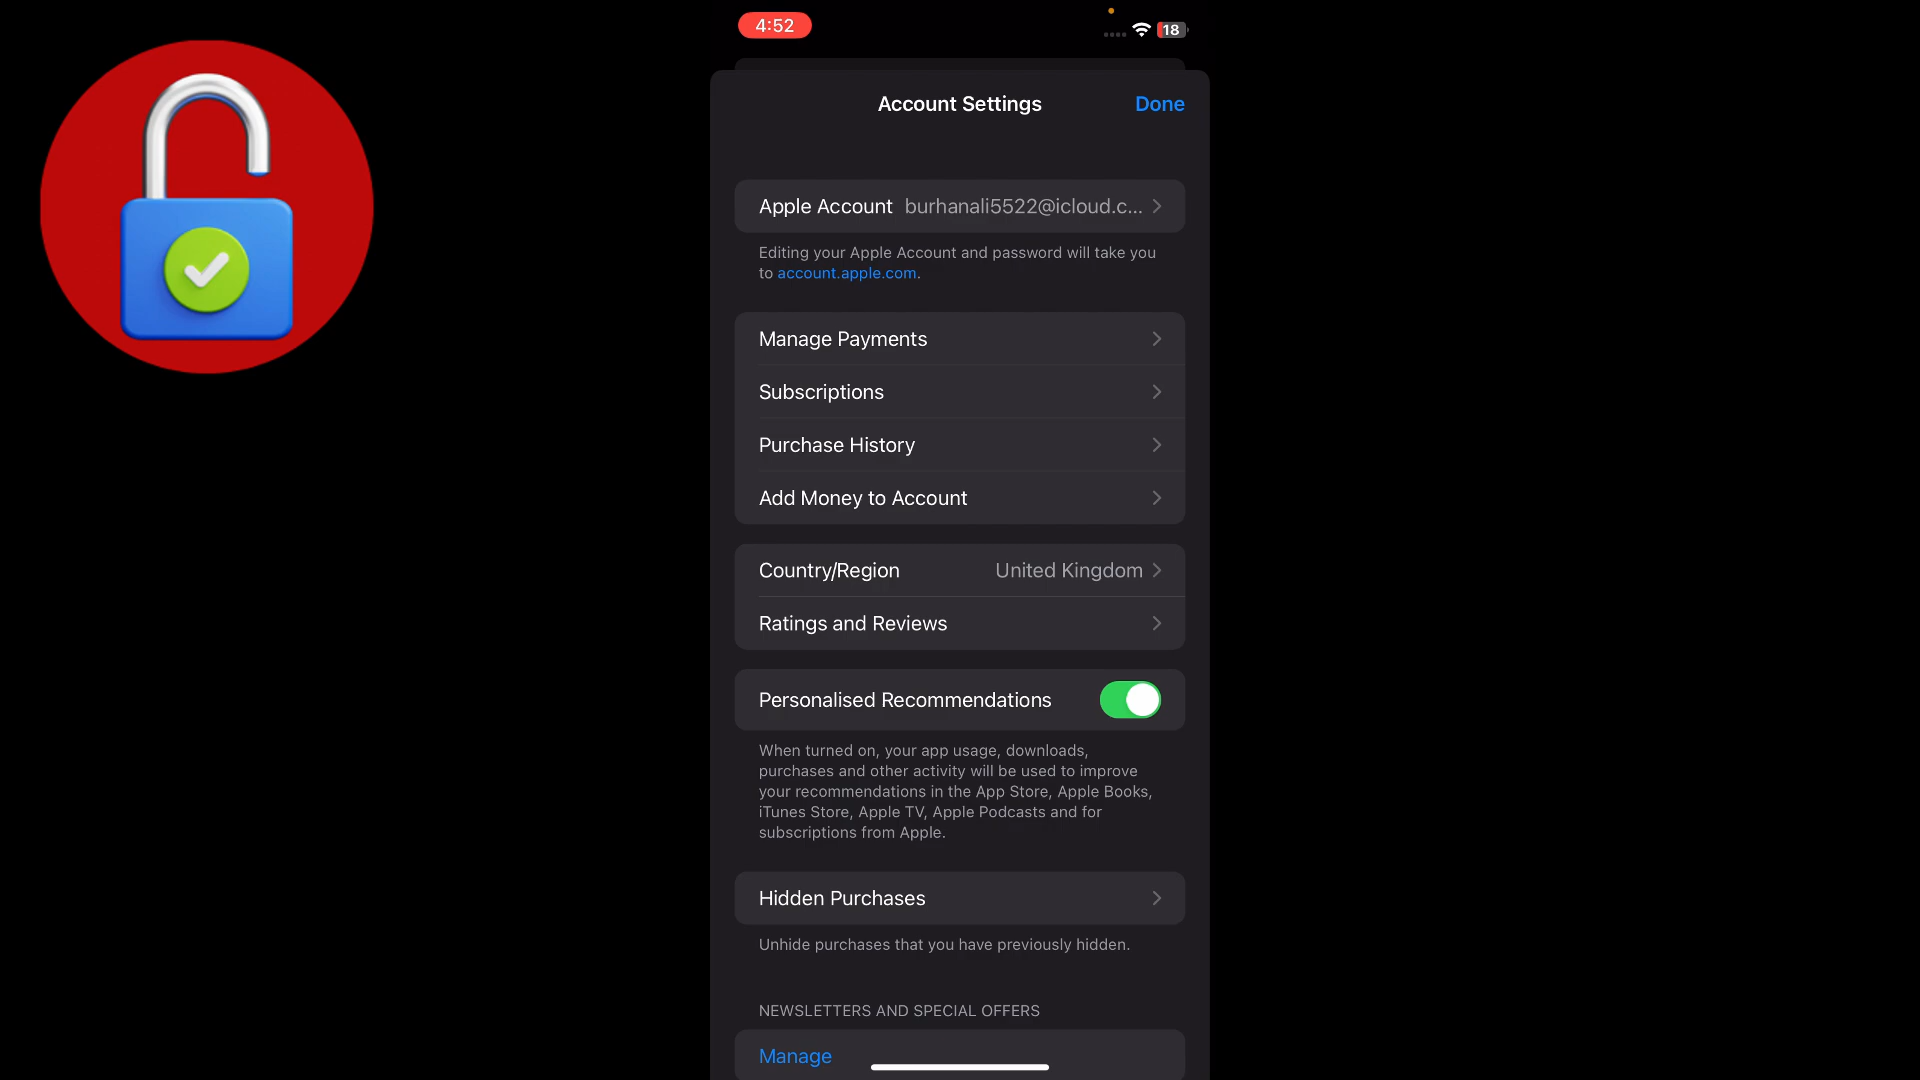 4:52
18
Account Settings
Done
Apple Account burhanali5522@icloud.c...
Editing your Apple Account and password will take you
to account.apple.com.
Manage Payments
Subscriptions
Purchase History
Add Money to Account
Country/Region United Kingdom
Ratings and Reviews
Personalised Recommendations
When turned on, your app usage, downloads,
purchases and other activity will be used to improve
your recommendations in the App Store, Apple Books,
iTunes Store, Apple TV, Apple Podcasts and for
subscriptions from Apple.
Hidden Purchases
Unhide purchases that you have previously hidden.
NEWSLETTERS AND SPECIAL OFFERS
Manage